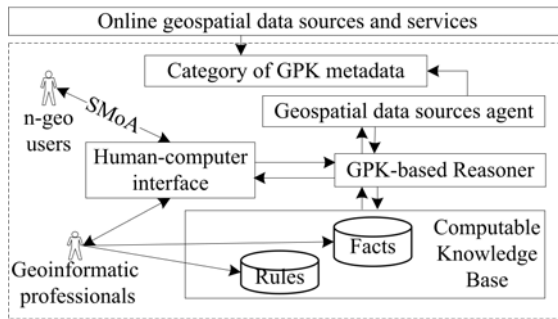 Online geospatial data sources and services
Category of GPK metadata
n-geo
users
SMoA
Geospatial data sources agent
Human-computer
interface
GPK-based Reasoner
Geoinformatic
professionals
Rules
Facts
Computable
Knowledge
Base